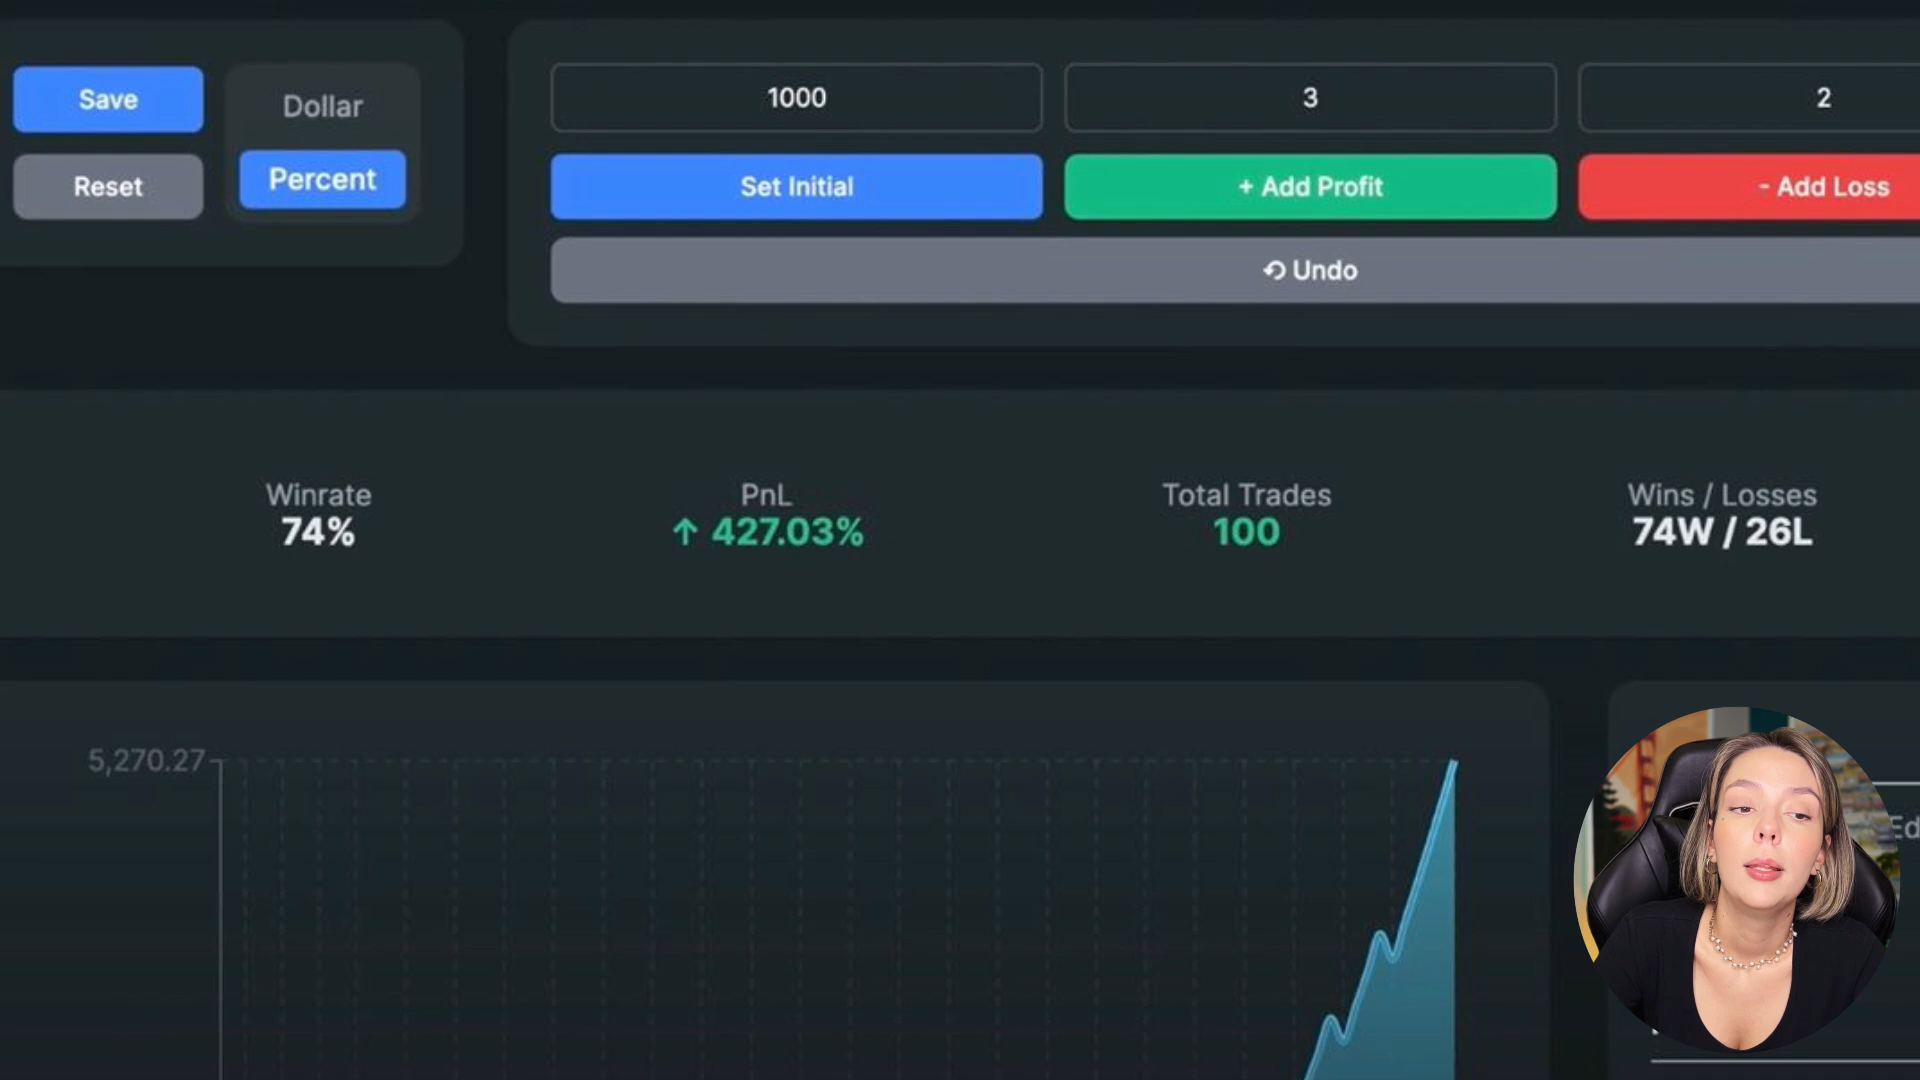 Save
Dollar
Reset
Percent
1000
3
2
Set Initial
+ Add Profit
- Add Loss
Undo
Winrate
74%
PnL
↑ 427.03%
Total Trades
100
Wins / Losses
74W / 26L
5,270.27
Ed